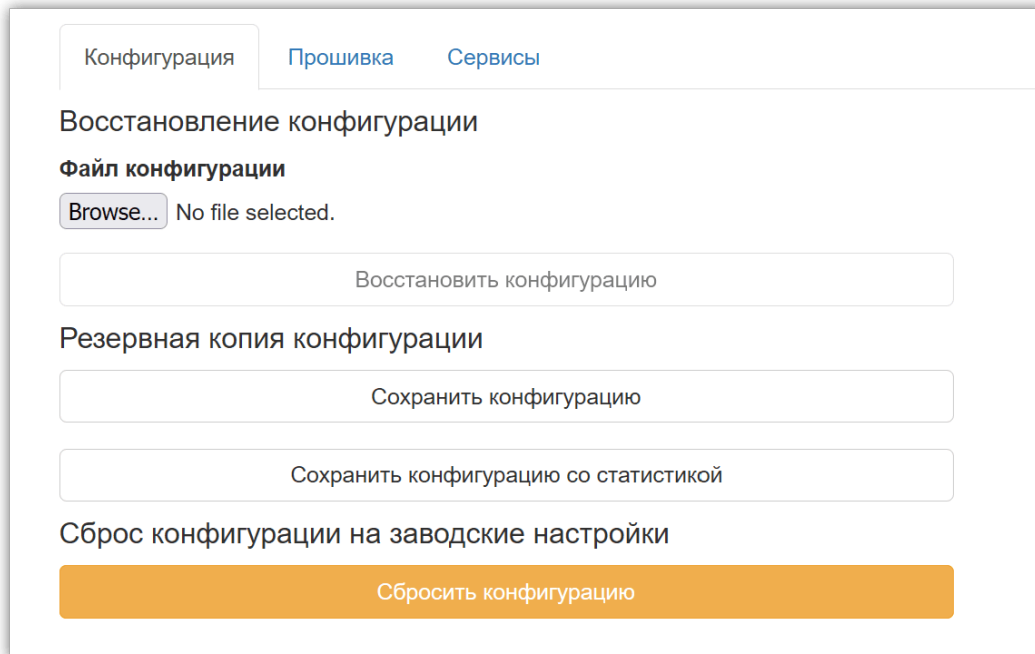 Конфигурация Прошивка Сервисы
Восстановление конфигурации
Файл конфигурации
Browse... No file selected.
Восстановить конфигурацию
Резервная копия конфигурации
Сохранить конфигурацию
Сохранить конфигурацию со статистикой
Сброс конфигурации на заводские настройки
Сбросить конфигурацию